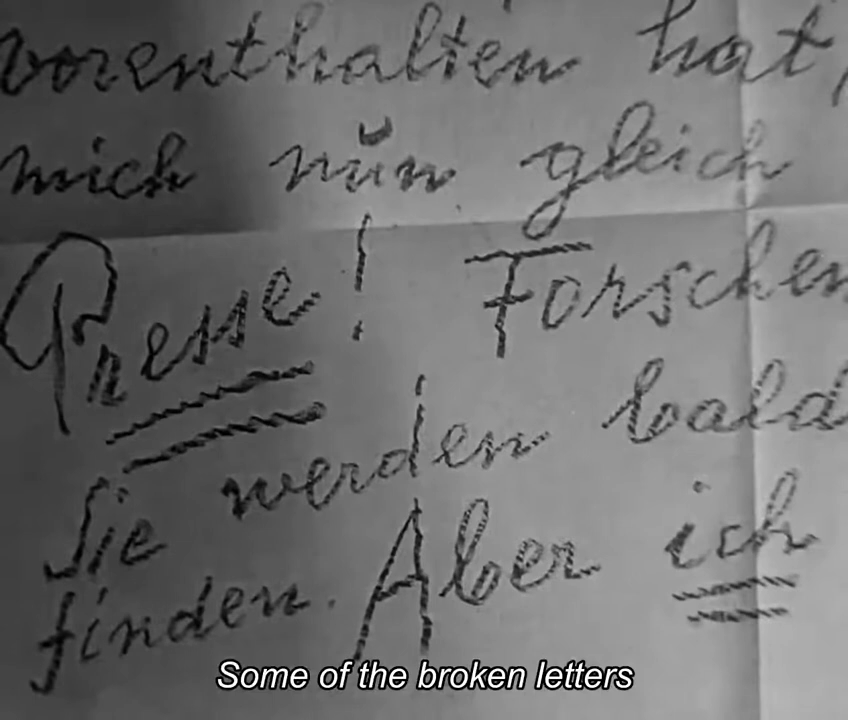 vorenthalten hat,
mich nun gleich
Presse! Forschen
Sie werden bald
finden. Aber ich
Some of the broken letters